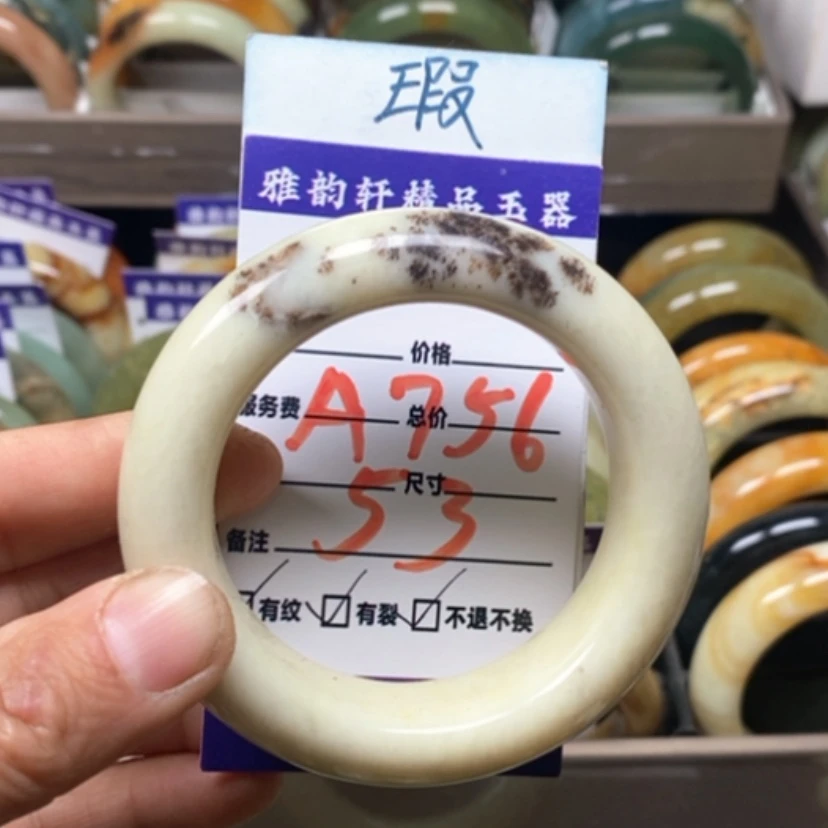 瑕
雅韵轩精品玉器
价格
服务费 A756 总价
53 尺寸
备注
有纹 有裂 不退不换